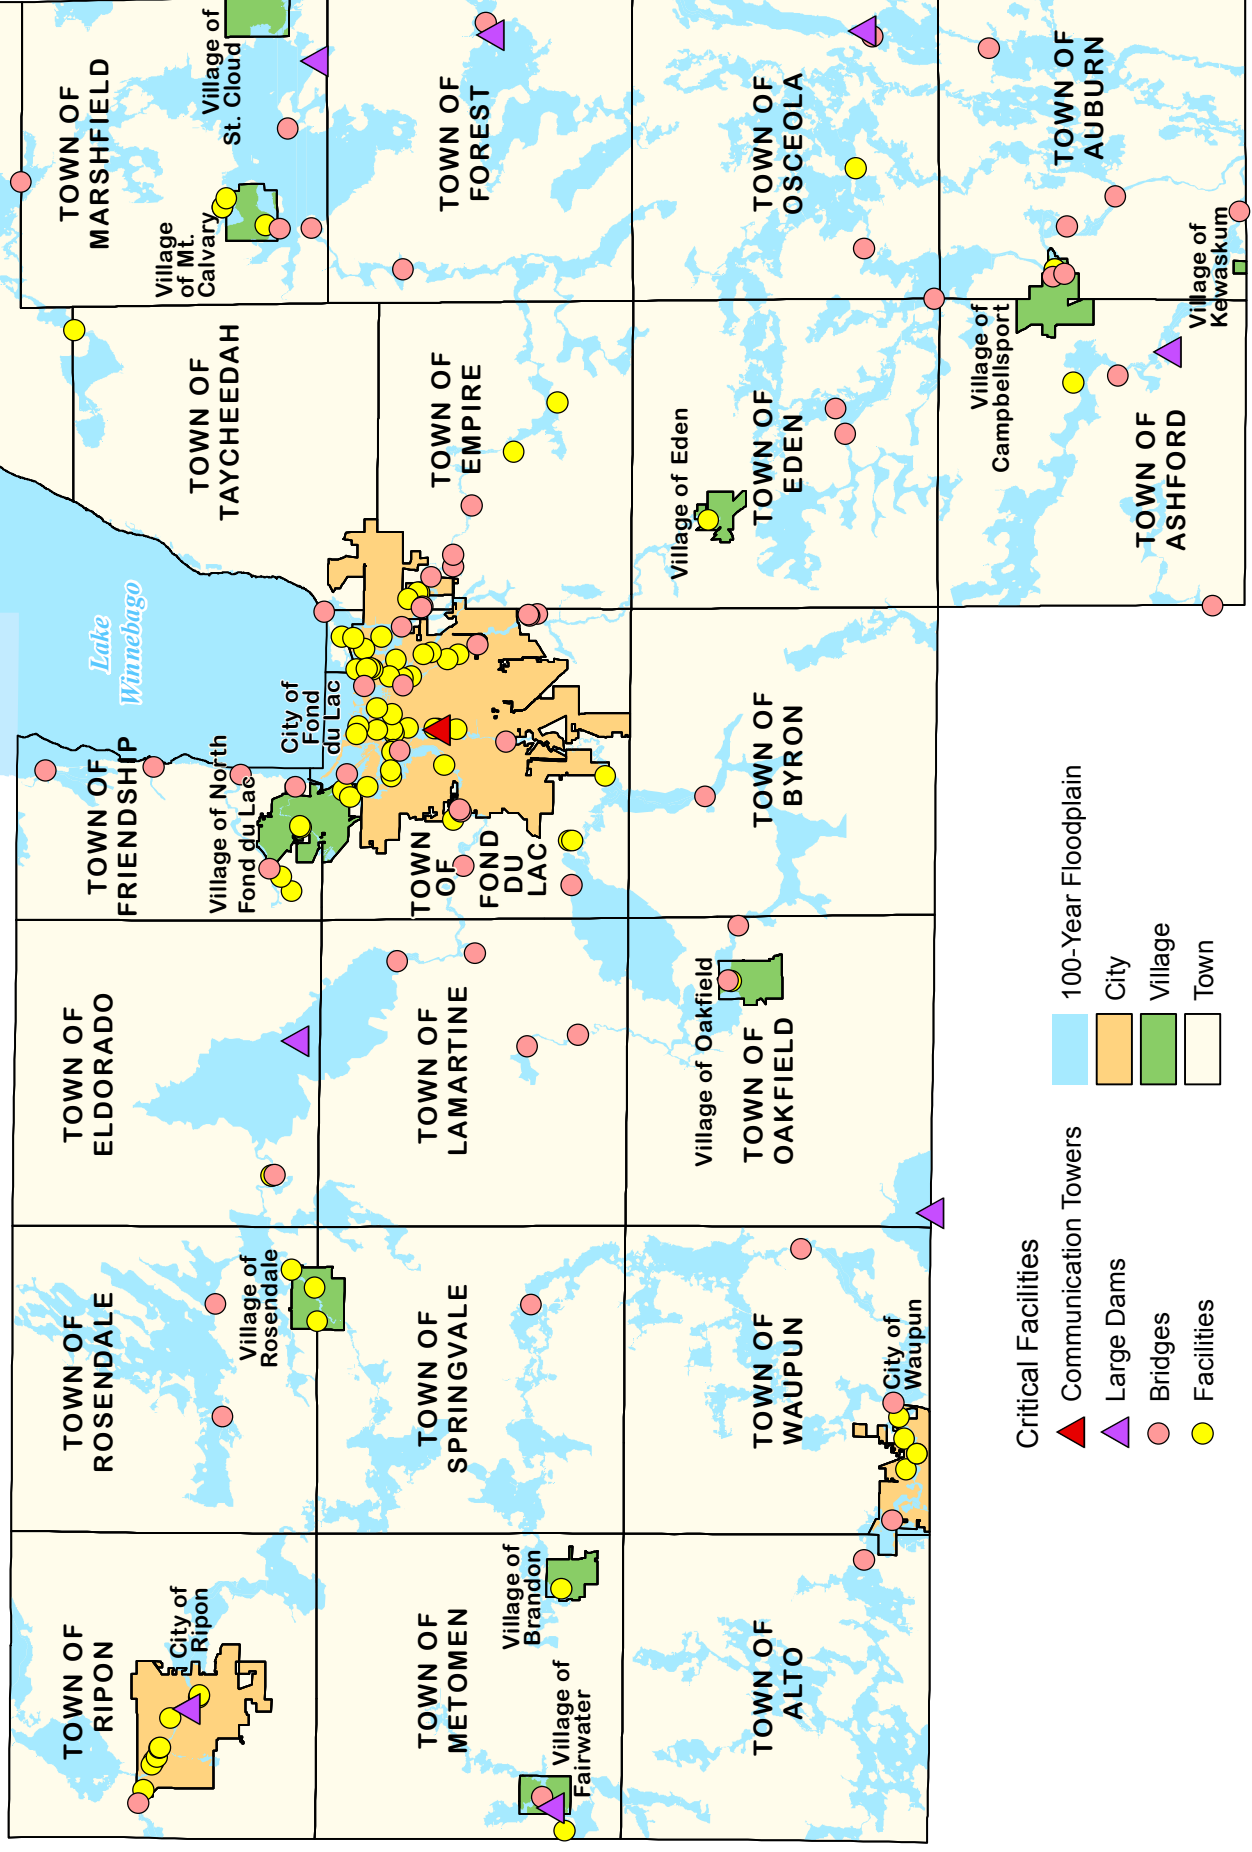 TOWN OF
RIPON
City of
Ripon
TOWN OF
ROSENDALE
Village of
Rosendale
TOWN OF
ELDORADO
TOWN OF
FRIENDSHIP
Village of North
Fond du Lac
Lake
Winnebago
City of
Fond
du Lac
TOWN OF
TAYCHEEDAH
TOWN OF
MARSHFIELD
Village
of Mt.
Calvary
Village of
St. Cloud
TOWN OF
METOMEN
Village of
Brandon
Village of
Fairwater
TOWN OF
SPRINGVALE
TOWN OF
LAMARTINE
TOWN
OF
FOND
DU
LAC
TOWN OF
EMPIRE
TOWN OF
FOREST
TOWN OF
ALTO
TOWN OF
WAUPUN
City of
Waupun
Village of Oakfield
TOWN OF
OAKFIELD
TOWN OF
BYRON
Village of Eden
TOWN OF
EDEN
TOWN OF
OSCEOLA
Village of
Campbellsport
TOWN OF
ASHFORD
TOWN OF
AUBURN
Village of
Kewaskum
Critical Facilities
Communication Towers
Large Dams
Bridges
Facilities
100-Year Floodplain
City
Village
Town